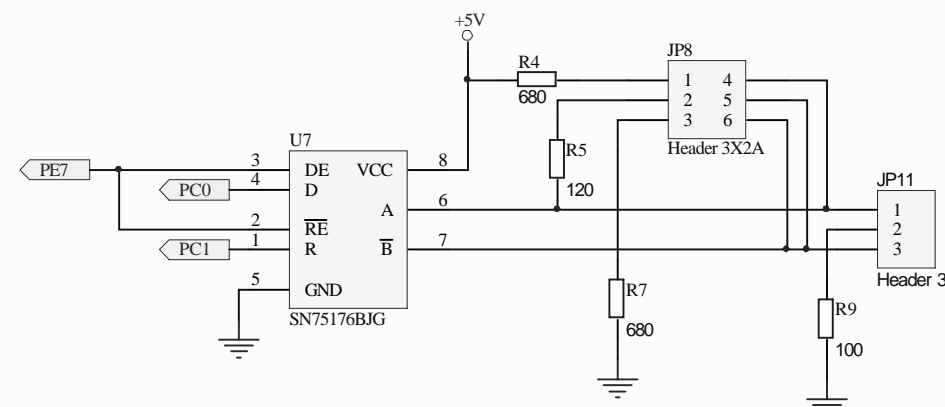 +5V
R4
680
JP8
1 4
2 5
3 6
Header 3X2A
R5
120
U7
PE7
3
DE
VCC
8
PC0
4
D
A
6
2
RE
PC1
1
R
B
7
5
GND
SN75176BJG
R7
680
JP11
1
2
3
Header 3
R9
100